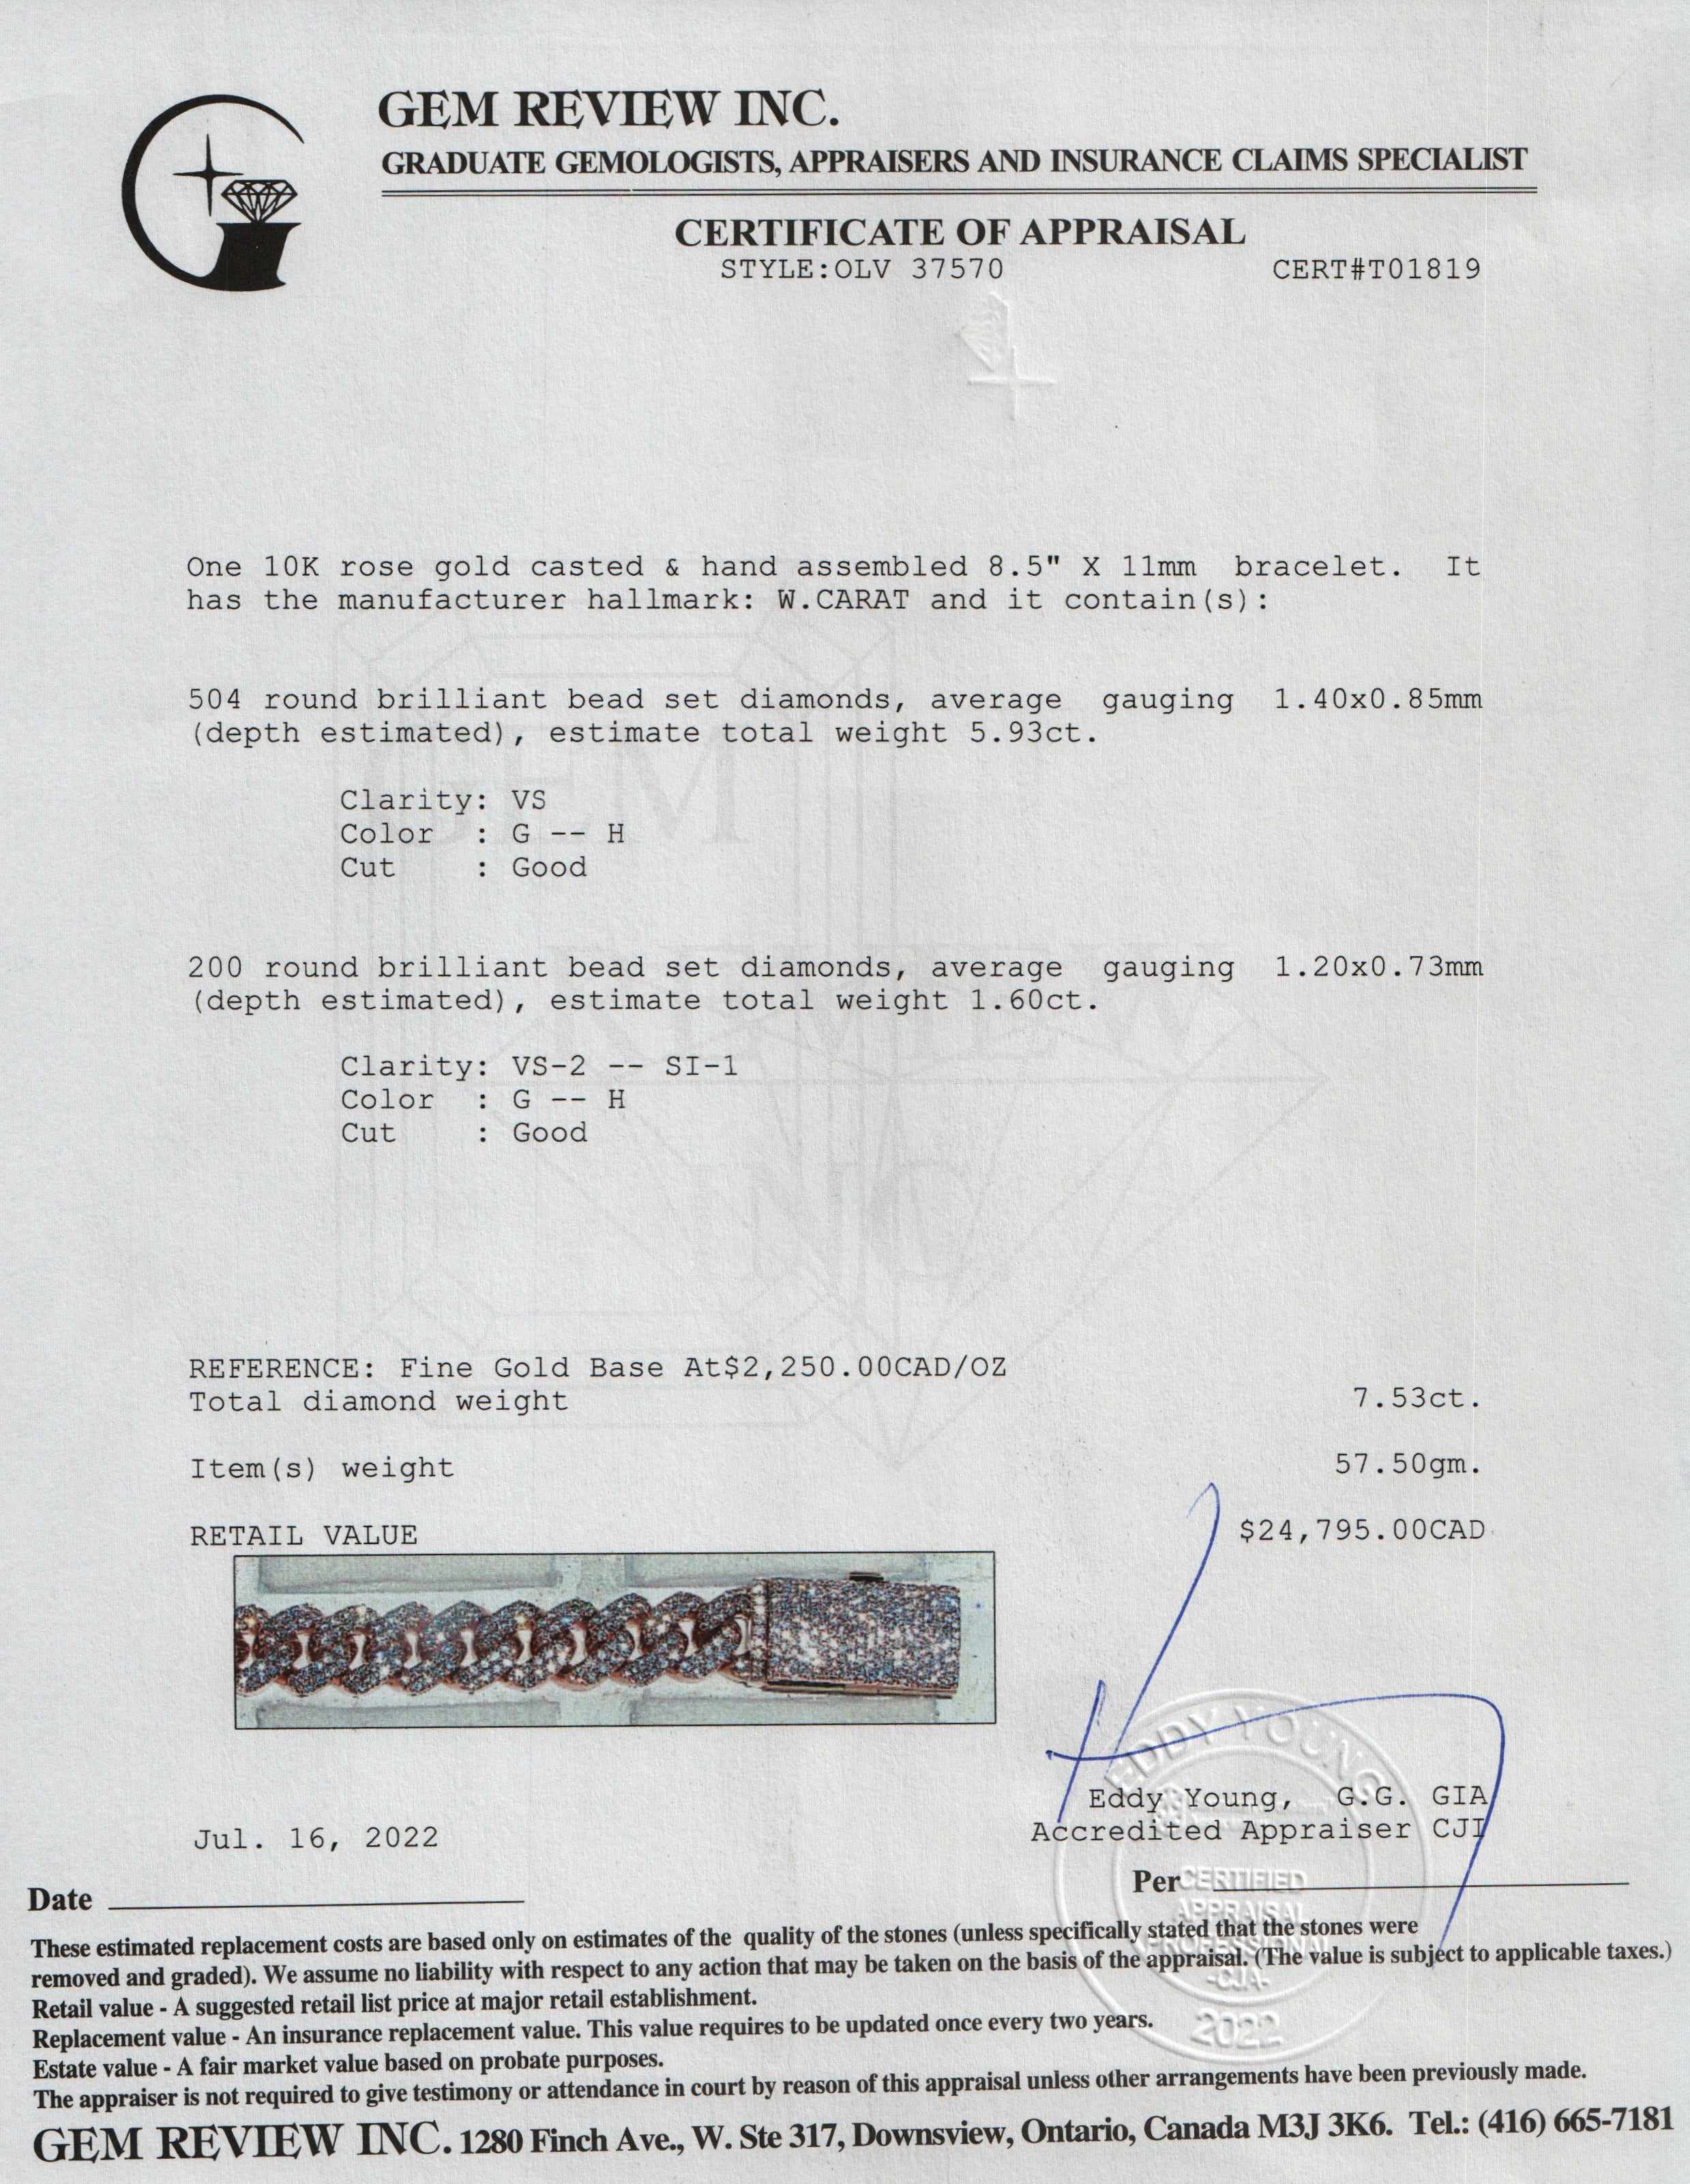 GEM REVIEW INC.
GRADUATE GEMOLOGISTS, APPRAISERS AND INSURANCE CLAIMS SPECIALIST
CERTIFICATE OF APPRAISAL
STYLE:OLV 37570 CERT#T01819
One 10K rose gold casted & hand assembled 8.5" X 11mm bracelet. It
has the manufacturer hallmark: W.CARAT and it contain(s):
504 round brilliant bead set diamonds, average gauging 1.40x0.85mm
(depth estimated), estimate total weight 5.93ct.
Clarity: VS
Color : G -- H
Cut : Good
200 round brilliant bead set diamonds, average gauging 1.20x0.73mm
(depth estimated), estimate total weight 1.60ct.
Clarity: VS-2 -- SI-1
Color : G -- H
Cut : Good
GEM
REVIEW
INC.
REFERENCE: Fine Gold Base At$2,250.00CAD/OZ
Total diamond weight 7.53ct.
Item(s) weight 57.50gm.
RETAIL VALUE $24,795.00CAD
EDDY YOUNG
Eddy Young, G.G. GIA
Accredited Appraiser CJI
Jul. 16, 2022
Date
Per
CERTIFIED
APPRAISAL
PROFESSIONAL
-CJA-
2022
These estimated replacement costs are based only on estimates of the quality of the stones (unless specifically stated that the stones were
removed and graded). We assume no liability with respect to any action that may be taken on the basis of the appraisal. (The value is subject to applicable taxes.)
Retail value - A suggested retail list price at major retail establishment.
Replacement value - An insurance replacement value. This value requires to be updated once every two years.
Estate value - A fair market value based on probate purposes.
The appraiser is not required to give testimony or attendance in court by reason of this appraisal unless other arrangements have been previously made.
GEM REVIEW INC. 1280 Finch Ave., W. Ste 317, Downsview, Ontario, Canada M3J 3K6. Tel.: (416) 665-7181